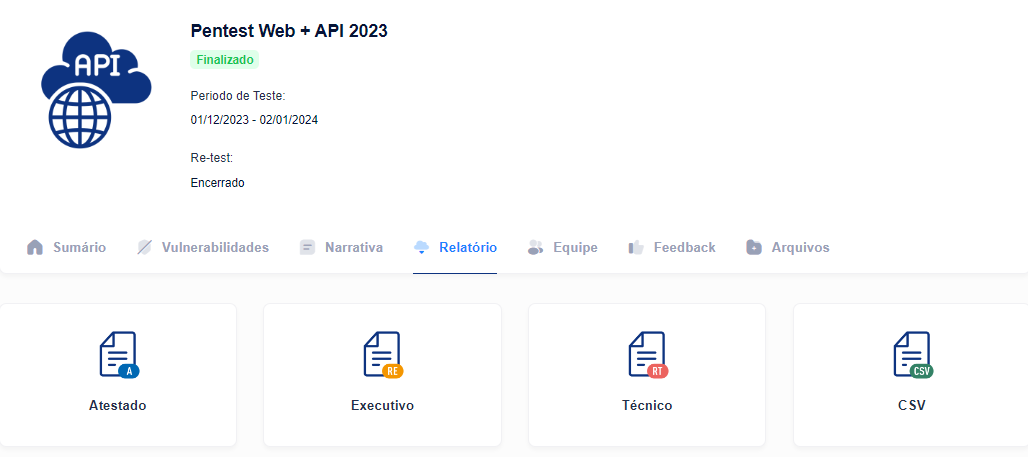 API
Pentest Web + API 2023
Finalizado
Periodo de Teste:
01/12/2023 - 02/01/2024
Re-test:
Encerrado
Sumário Vulnerabilidades Narrativa Relatório Equipe Feedback Arquivos
A RE RT CSV
Atestado Executivo Técnico CSV